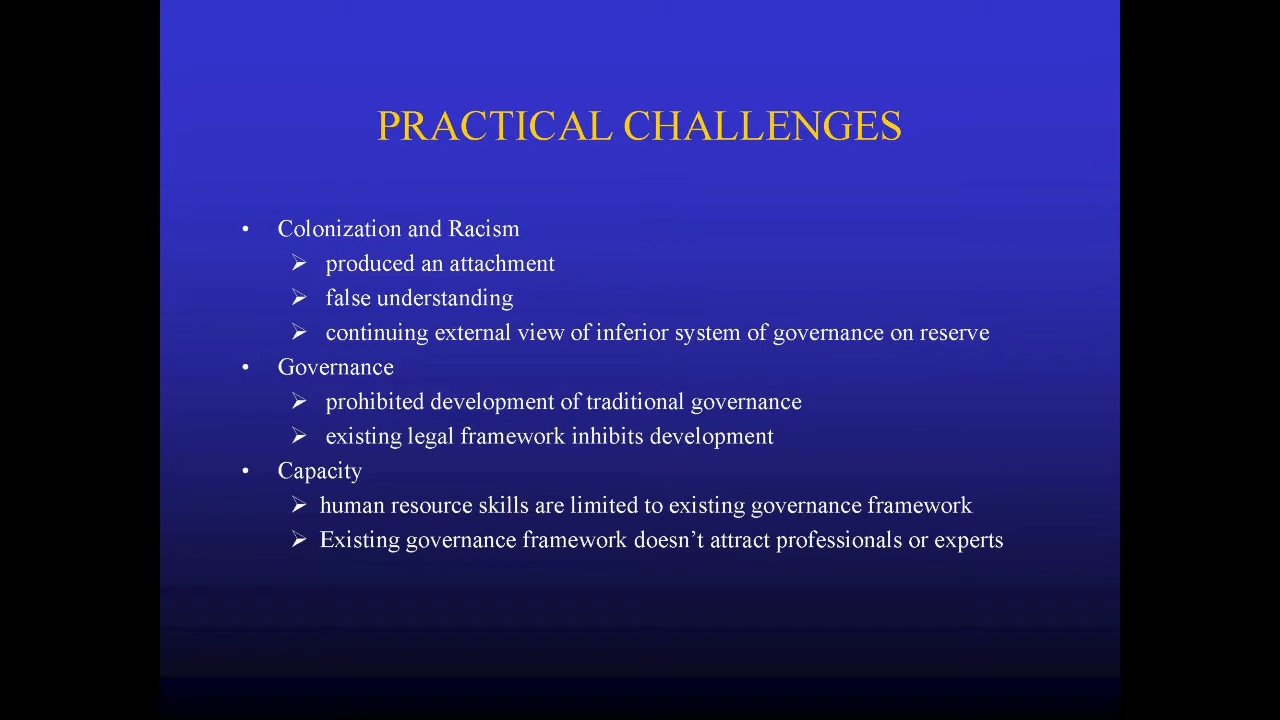 PRACTICAL CHALLENGES
• Colonization and Racism
➢ produced an attachment
➢ false understanding
➢ continuing external view of inferior system of governance on reserve
• Governance
➢ prohibited development of traditional governance
➢ existing legal framework inhibits development
• Capacity
➢ human resource skills are limited to existing governance framework
➢ Existing governance framework doesn’t attract professionals or experts